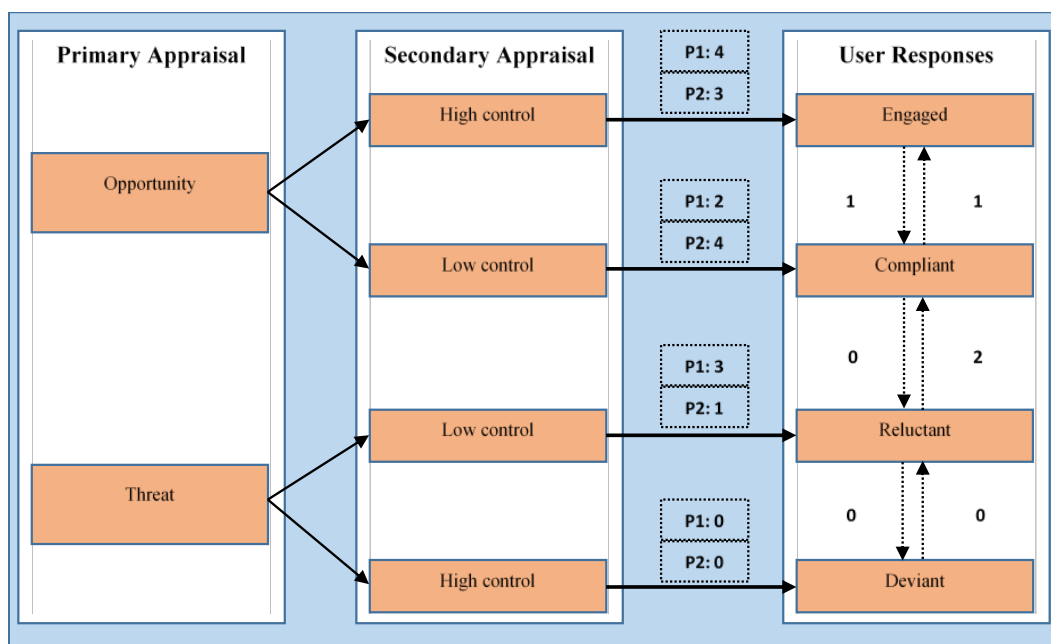 Primary Appraisal
Secondary Appraisal
User Responses
P1: 4
P2: 3
High control
Engaged
Opportunity
1
1
P1: 2
P2: 4
Low control
Compliant
0
2
P1: 3
P2: 1
Low control
Reluctant
Threat
0
0
P1: 0
P2: 0
High control
Deviant